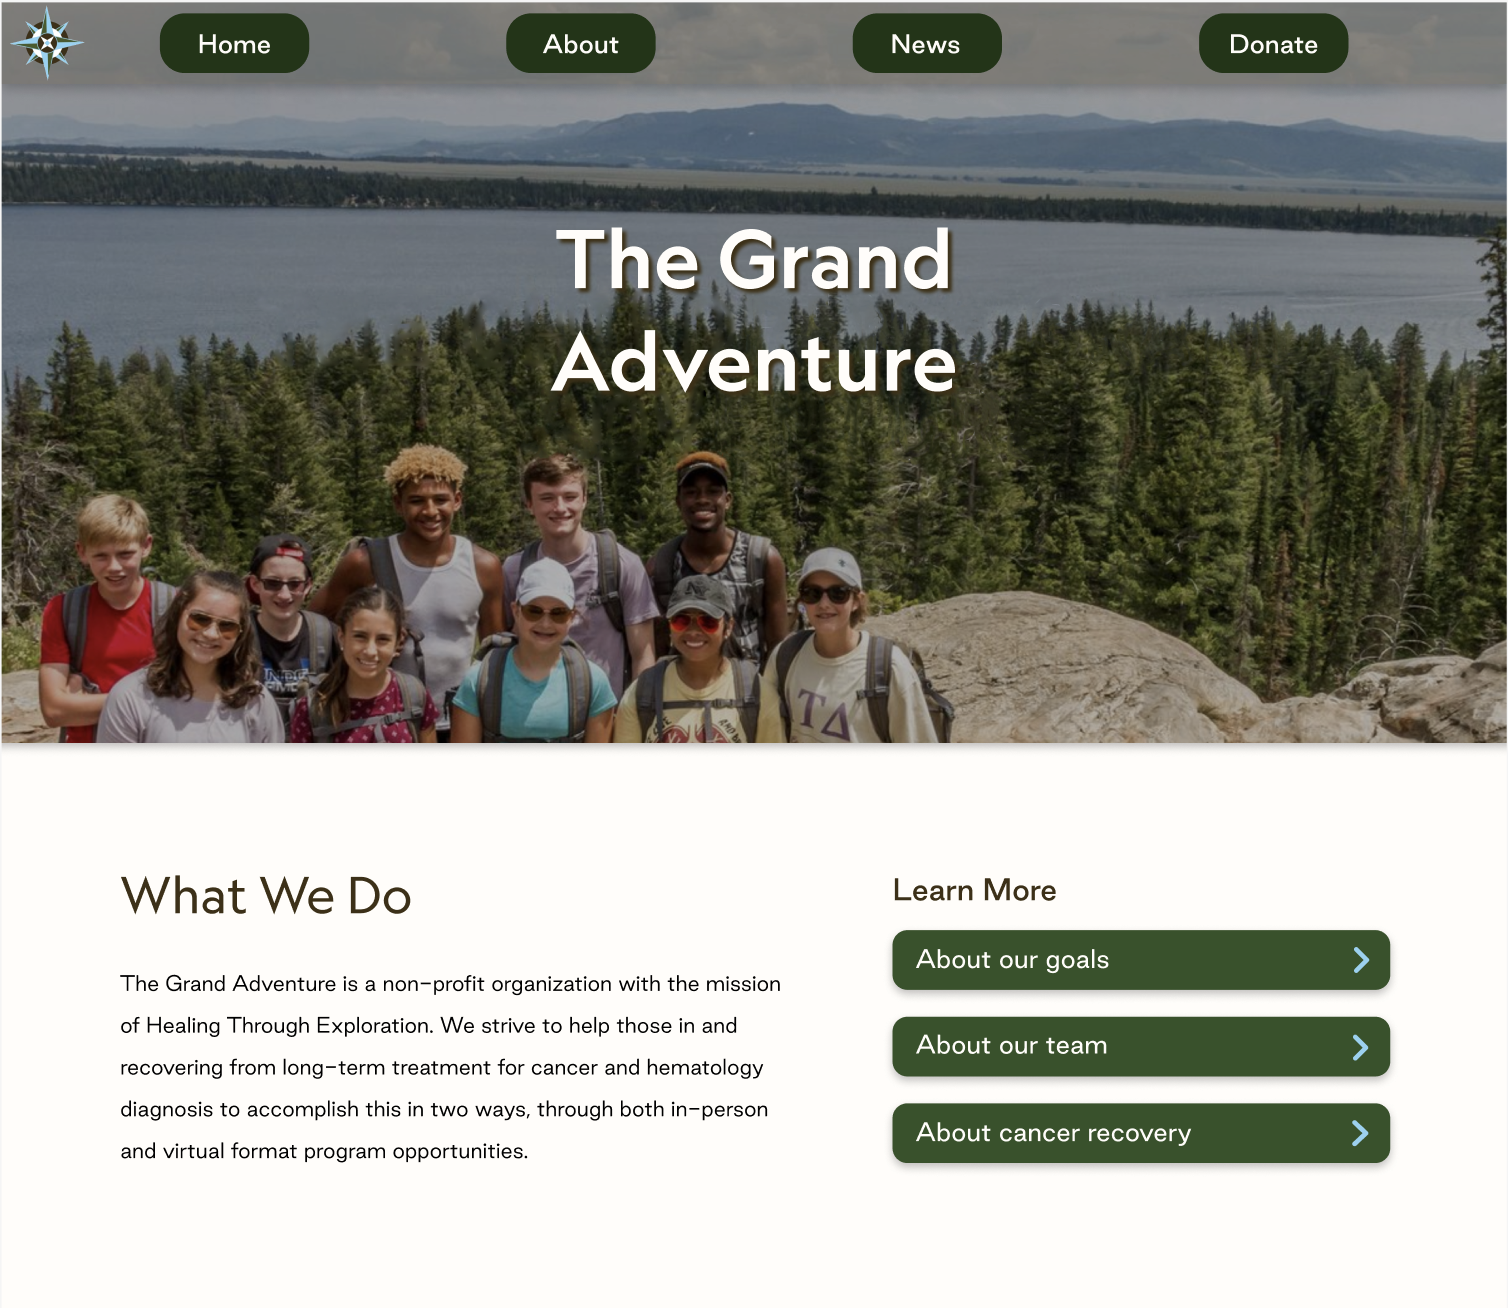 Home
About
News
Donate
The Grand
Adventure
ΤΔ
What We Do
The Grand Adventure is a non-profit organization with the mission
of Healing Through Exploration. We strive to help those in and
recovering from long-term treatment for cancer and hematology
diagnosis to accomplish this in two ways, through both in-person
and virtual format program opportunities.
Learn More
About our goals
About our team
About cancer recovery